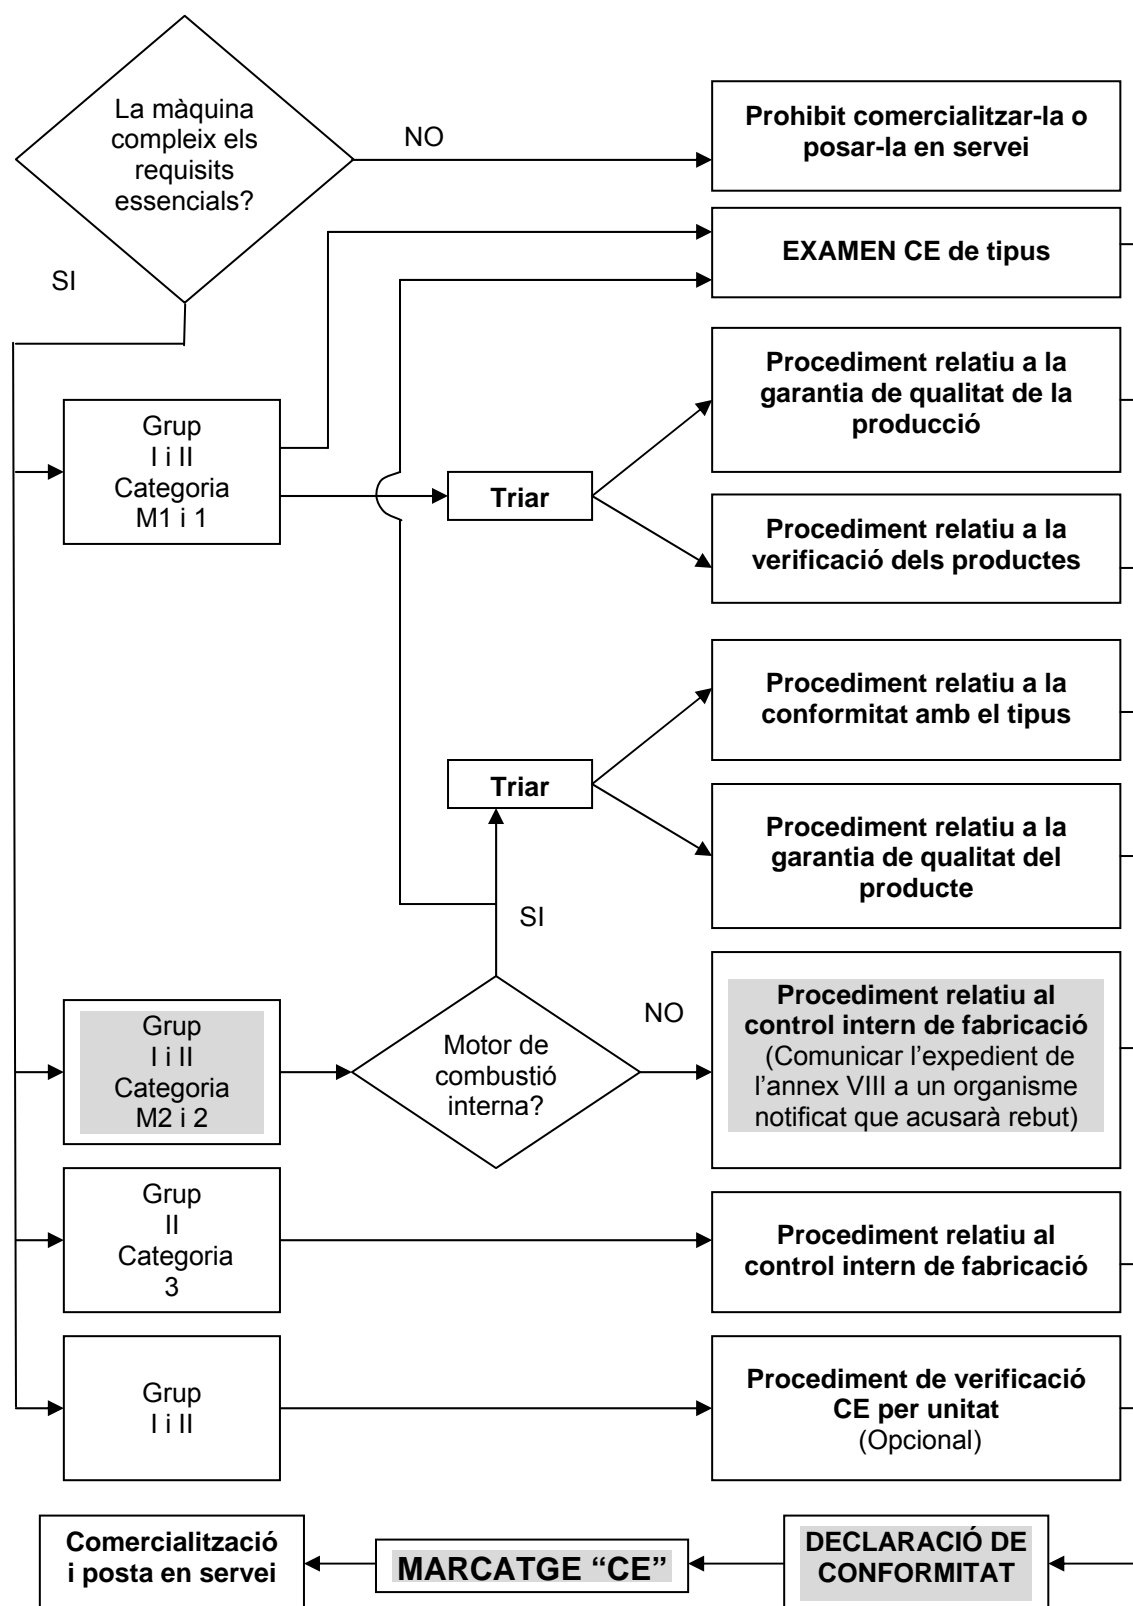 La màquina
compleix els
requisits
essencials?
NO
Prohibit comercialitzar-la o
posar-la en servei
SI
EXAMEN CE de tipus
Procediment relatiu a la
garantia de qualitat de la
producció
Grup
I i II
Categoria
M1 i 1
Triar
Procediment relatiu a la
verificació dels productes
Procediment relatiu a la
conformitat amb el tipus
Triar
Procediment relatiu a la
garantia de qualitat del
producte
SI
Grup
I i II
Categoria
M2 i 2
Motor de
combustió
interna?
NO
Procediment relatiu al
control intern de fabricació
(Comunicar l’expedient de
l’annex VIII a un organisme
notificat que acusarà rebut)
Grup
II
Categoria
3
Procediment relatiu al
control intern de fabricació
Grup
I i II
Procediment de verificació
CE per unitat
(Opcional)
Comercialització
i posta en servei
MARCATGE “CE”
DECLARACIÓ DE
CONFORMITAT